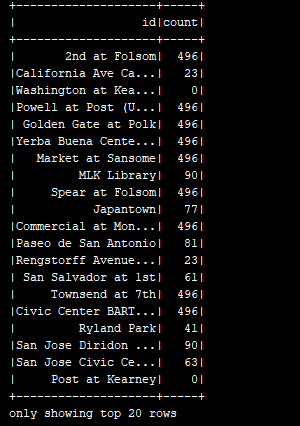 +--------------------+-----+
|                  id|count|
+--------------------+-----+
|       2nd at Folsom|  496|
|California Ave Ca...|   23|
|Washington at Kea...|    0|
|Powell at Post (U...|  496|
| Golden Gate at Polk|  496|
|Yerba Buena Cente...|  496|
|   Market at Sansome|  496|
|         MLK Library|   90|
|     Spear at Folsom|  496|
|           Japantown|   77|
|Commercial at Mon...|  496|
|Paseo de San Antonio|   81|
|Rengstorff Avenue...|   23|
| San Salvador at 1st|   61|
|     Townsend at 7th|  496|
|Civic Center BART...|  496|
|         Ryland Park|   41|
|San Jose Diridon ...|   90|
|San Jose Civic Ce...|   63|
|     Post at Kearney|    0|
+--------------------+-----+
only showing top 20 rows